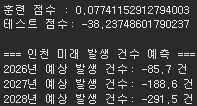 훈련 점수 : 0.07741152912794003
테스트 점수: -38.23748601790237
=== 인천 미래 발생 건수 예측 ===
2026년 예상 발생 건수: -85.7 건
2027년 예상 발생 건수: -188.6 건
2028년 예상 발생 건수: -291.5 건